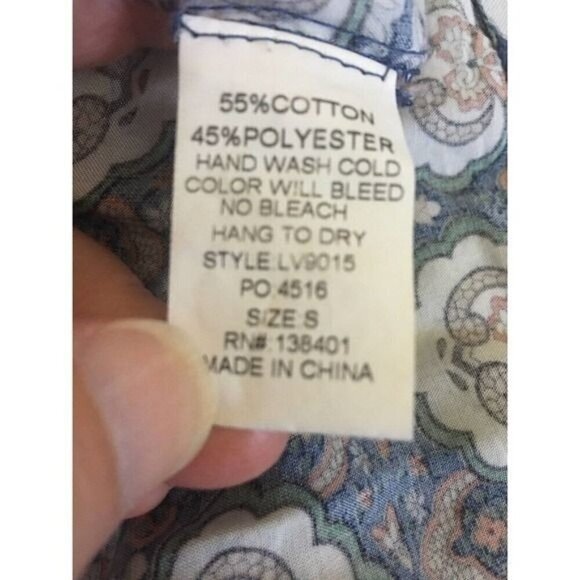 55%COTTON
45%POLYESTER
HAND WASH COLD
COLOR WILL BLEED
NO BLEACH
HANG TO DRY
STYLE:LV9015
PO:4516
SIZE:S
RN#:138401
MADE IN CHINA